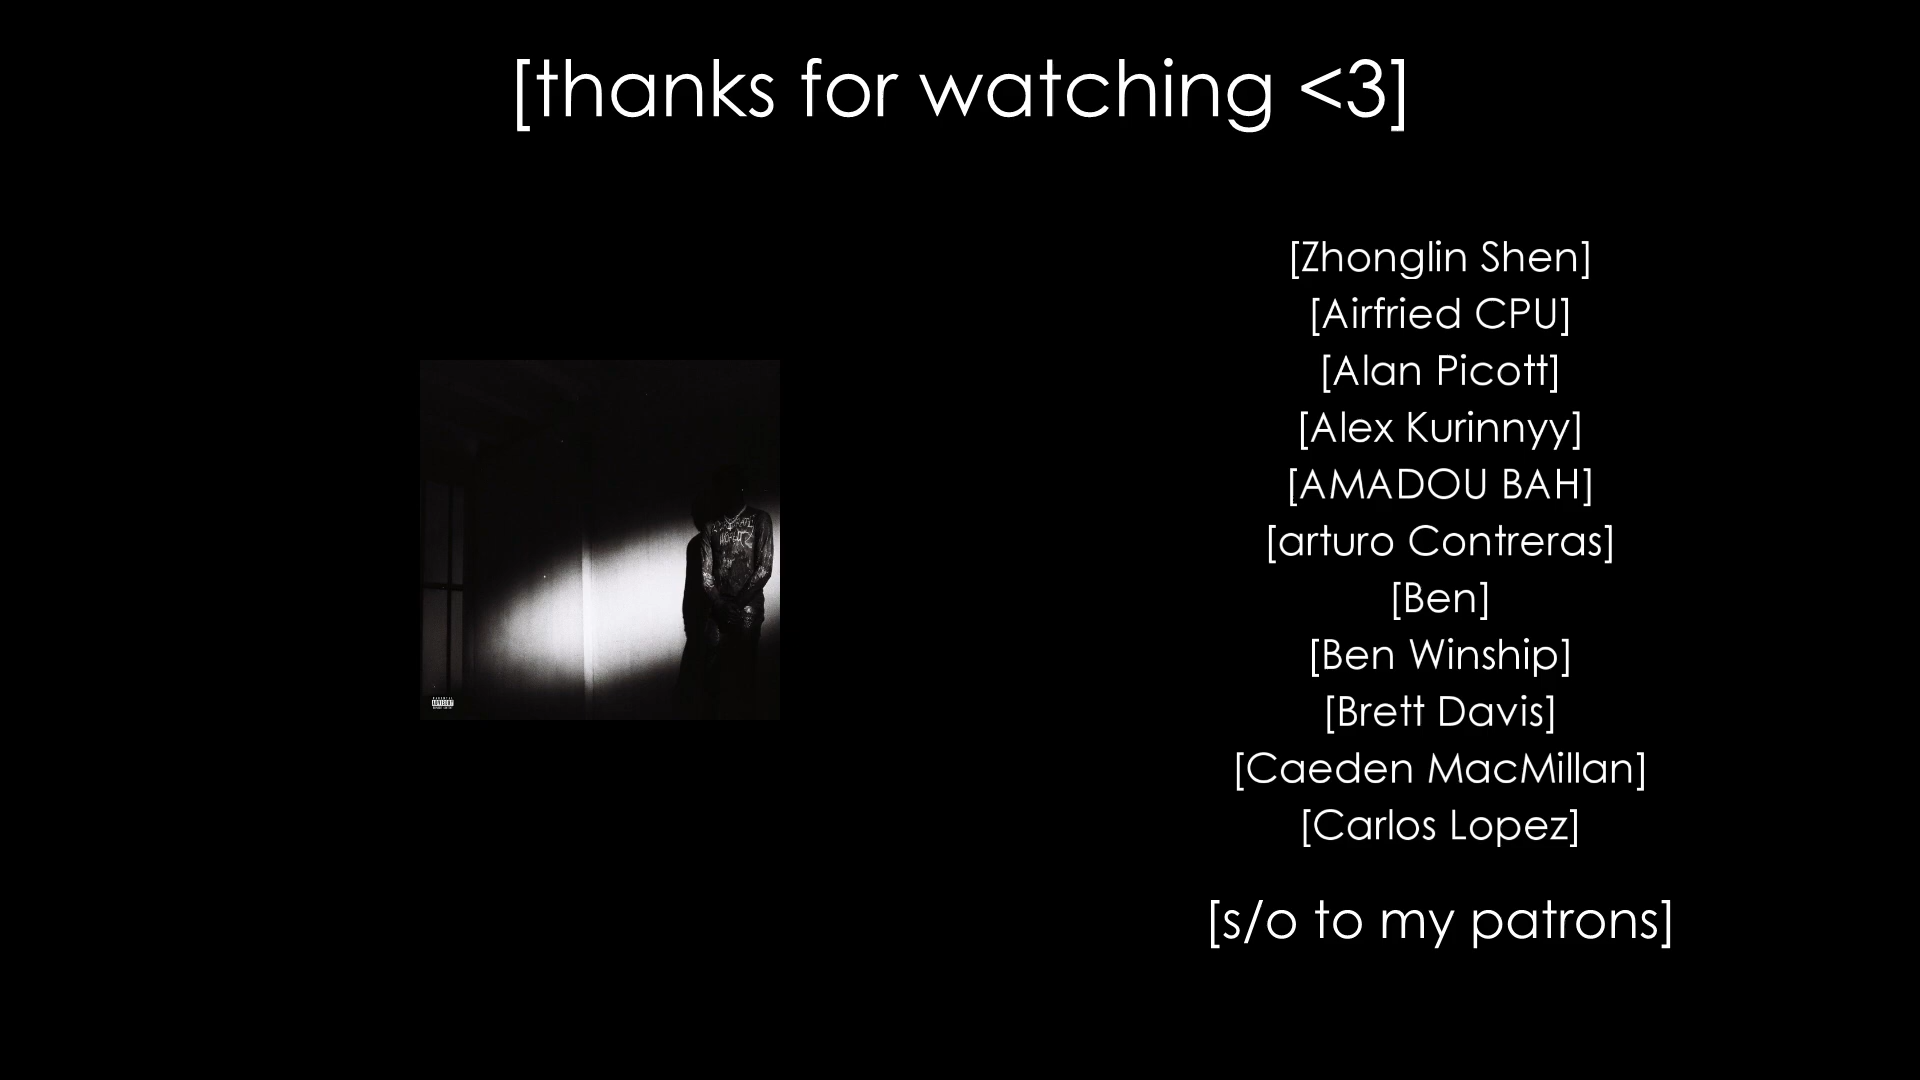 [thanks for watching <3]
[Zhonglin Shen]
[Airfried CPU]
[Alan Picott]
[Alex Kurinnyy]
[AMADOU BAH]
[arturo Contreras]
[Ben]
[Ben Winship]
[Brett Davis]
[Caeden MacMillan]
[Carlos Lopez]
[s/o to my patrons]